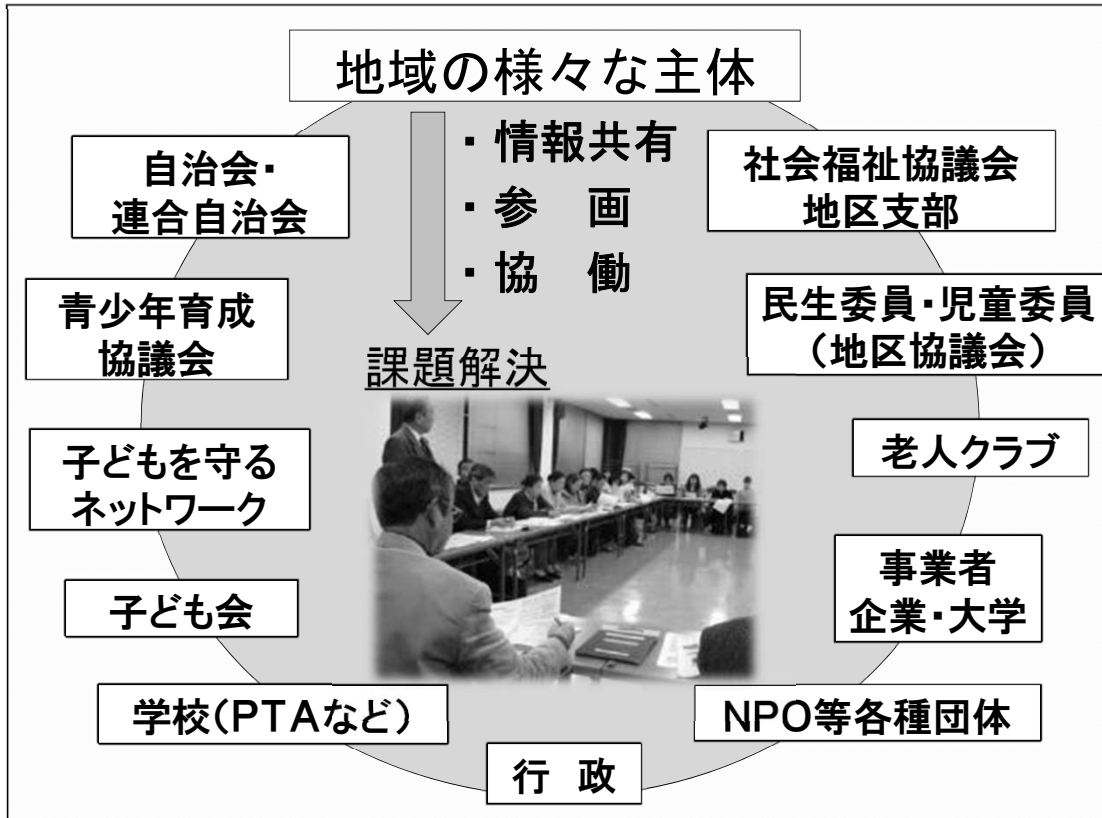 地域の様々な主体
・情報共有
・参　画
・協　働
課題解決
自治会・
連合自治会
青少年育成
協議会
子どもを守る
ネットワーク
子ども会
学校(PTAなど)
行　政
社会福祉協議会
地区支部
民生委員・児童委員
(地区協議会)
老人クラブ
事業者
企業・大学
NPO等各種団体